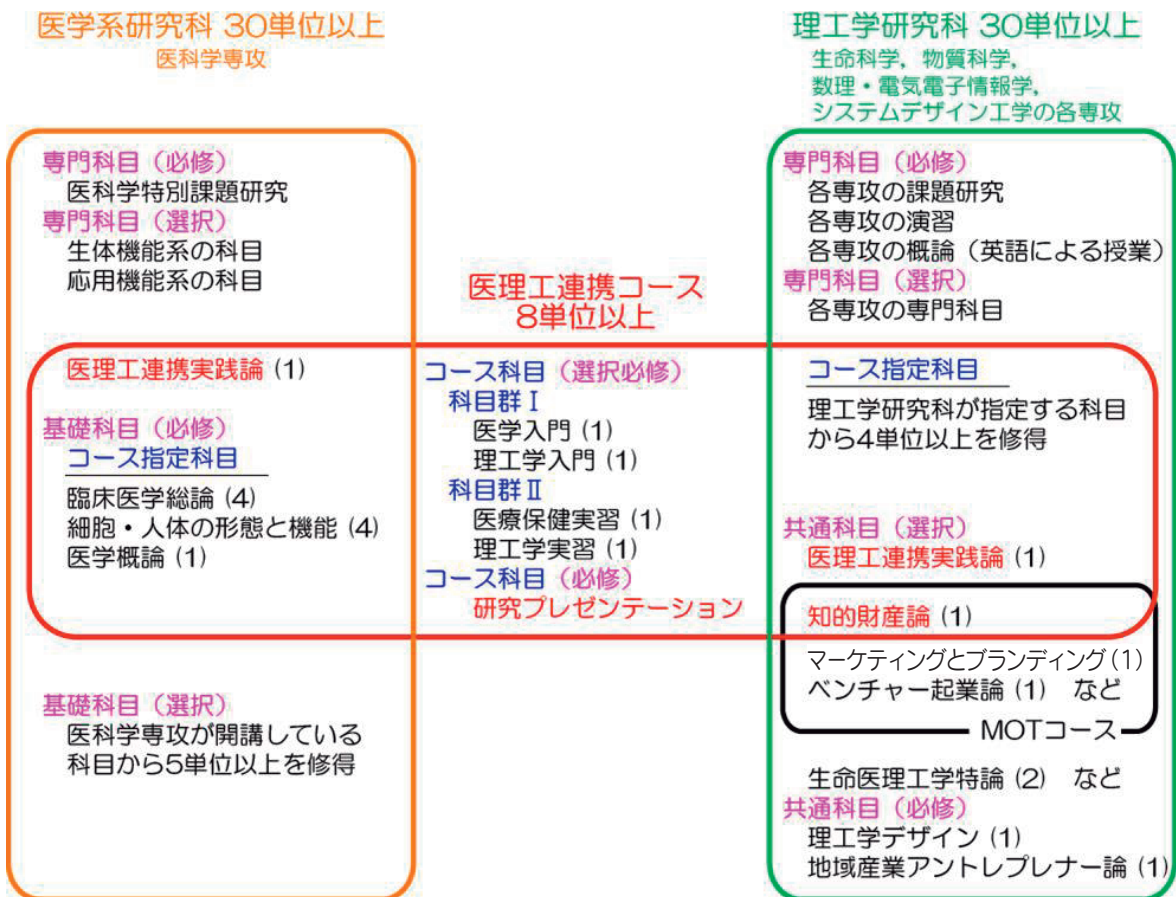 医学系研究科 30単位以上
医科学専攻
専門科目（必修）
医科学特別課題研究
専門科目（選択）
生体機能系の科目
応用機能系の科目
医理工連携実践論 (1)
基礎科目（必修）
コース指定科目
臨床医学総論 (4)
細胞・人体の形態と機能 (4)
医学概論 (1)
基礎科目（選択）
医科学専攻が開講している
科目から5単位以上を修得
医理工連携コース
8単位以上
コース科目（選択必修）
科目群Ⅰ
医学入門 (1)
理工学入門 (1)
科目群Ⅱ
医療保健実習 (1)
理工学実習 (1)
コース科目（必修）
研究プレゼンテーション
理工学研究科 30単位以上
生命科学，物質科学，
数理・電気電子情報学，
システムデザイン工学の各専攻
専門科目（必修）
各専攻の課題研究
各専攻の演習
各専攻の概論（英語による授業）
専門科目（選択）
各専攻の専門科目
コース指定科目
理工学研究科が指定する科目
から4単位以上を修得
共通科目（選択）
医理工連携実践論 (1)
知的財産論 (1)
マーケティングとブランディング (1)
ベンチャー起業論 (1)　など
MOTコース
生命医理工学特論 (2)　など
共通科目（必修）
理工学デザイン (1)
地域産業アントレプレナー論 (1)